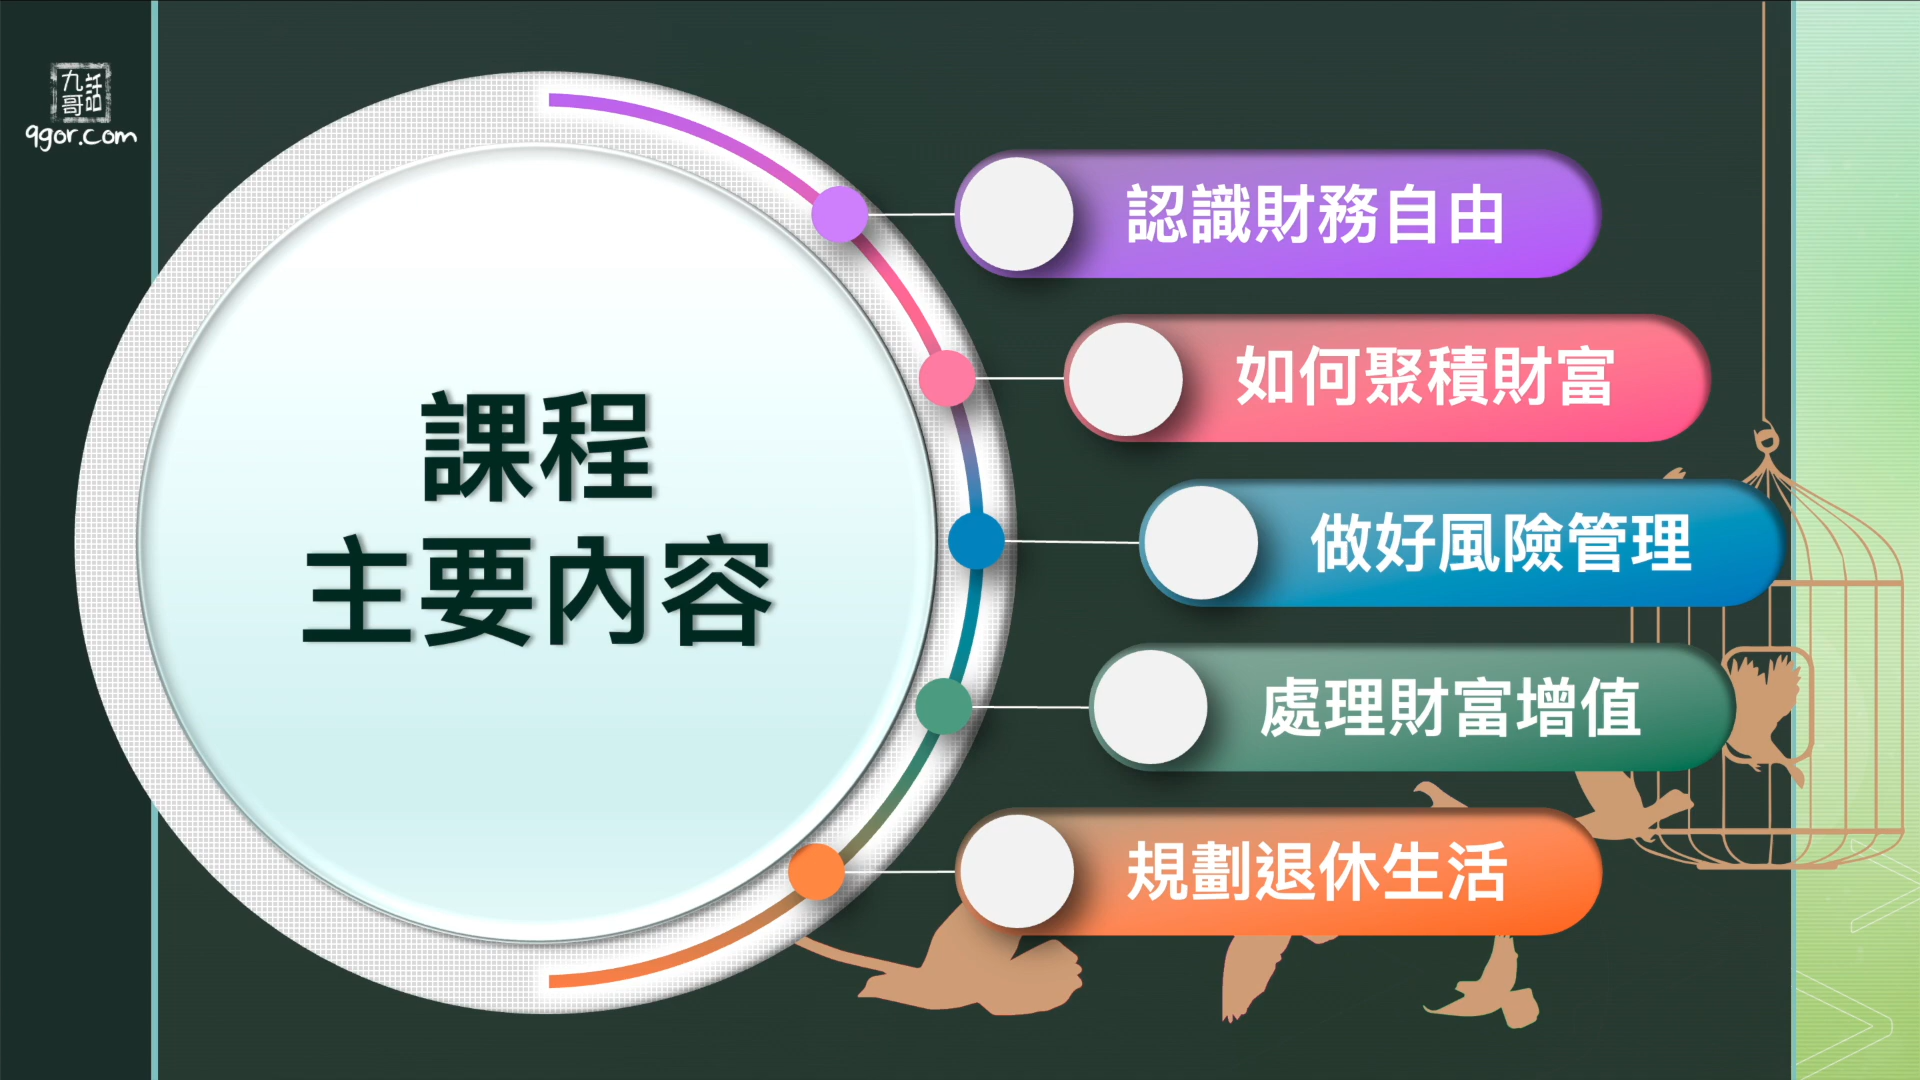 九哥話
9gor.com
課程
主要內容
認識財務自由
如何聚積財富
做好風險管理
處理財富增值
規劃退休生活